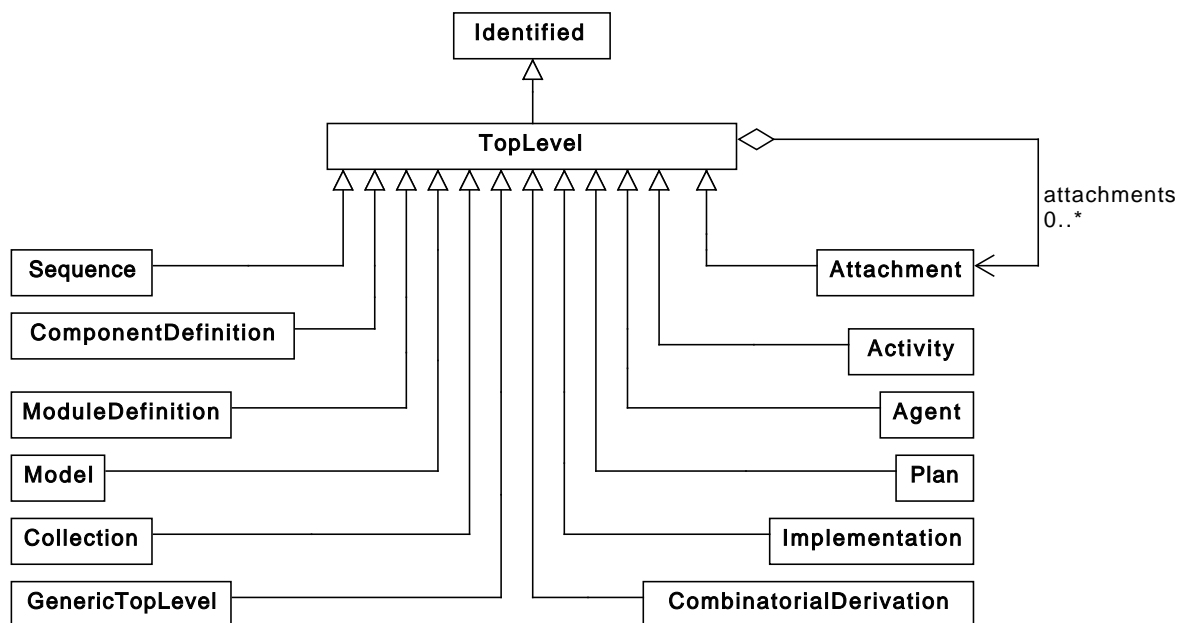 Identified
TopLevel
attachments
0..*
Sequence
Attachment
ComponentDefinition
Activity
ModuleDefinition
Agent
Model
Plan
Collection
Implementation
GenericTopLevel
CombinatorialDerivation